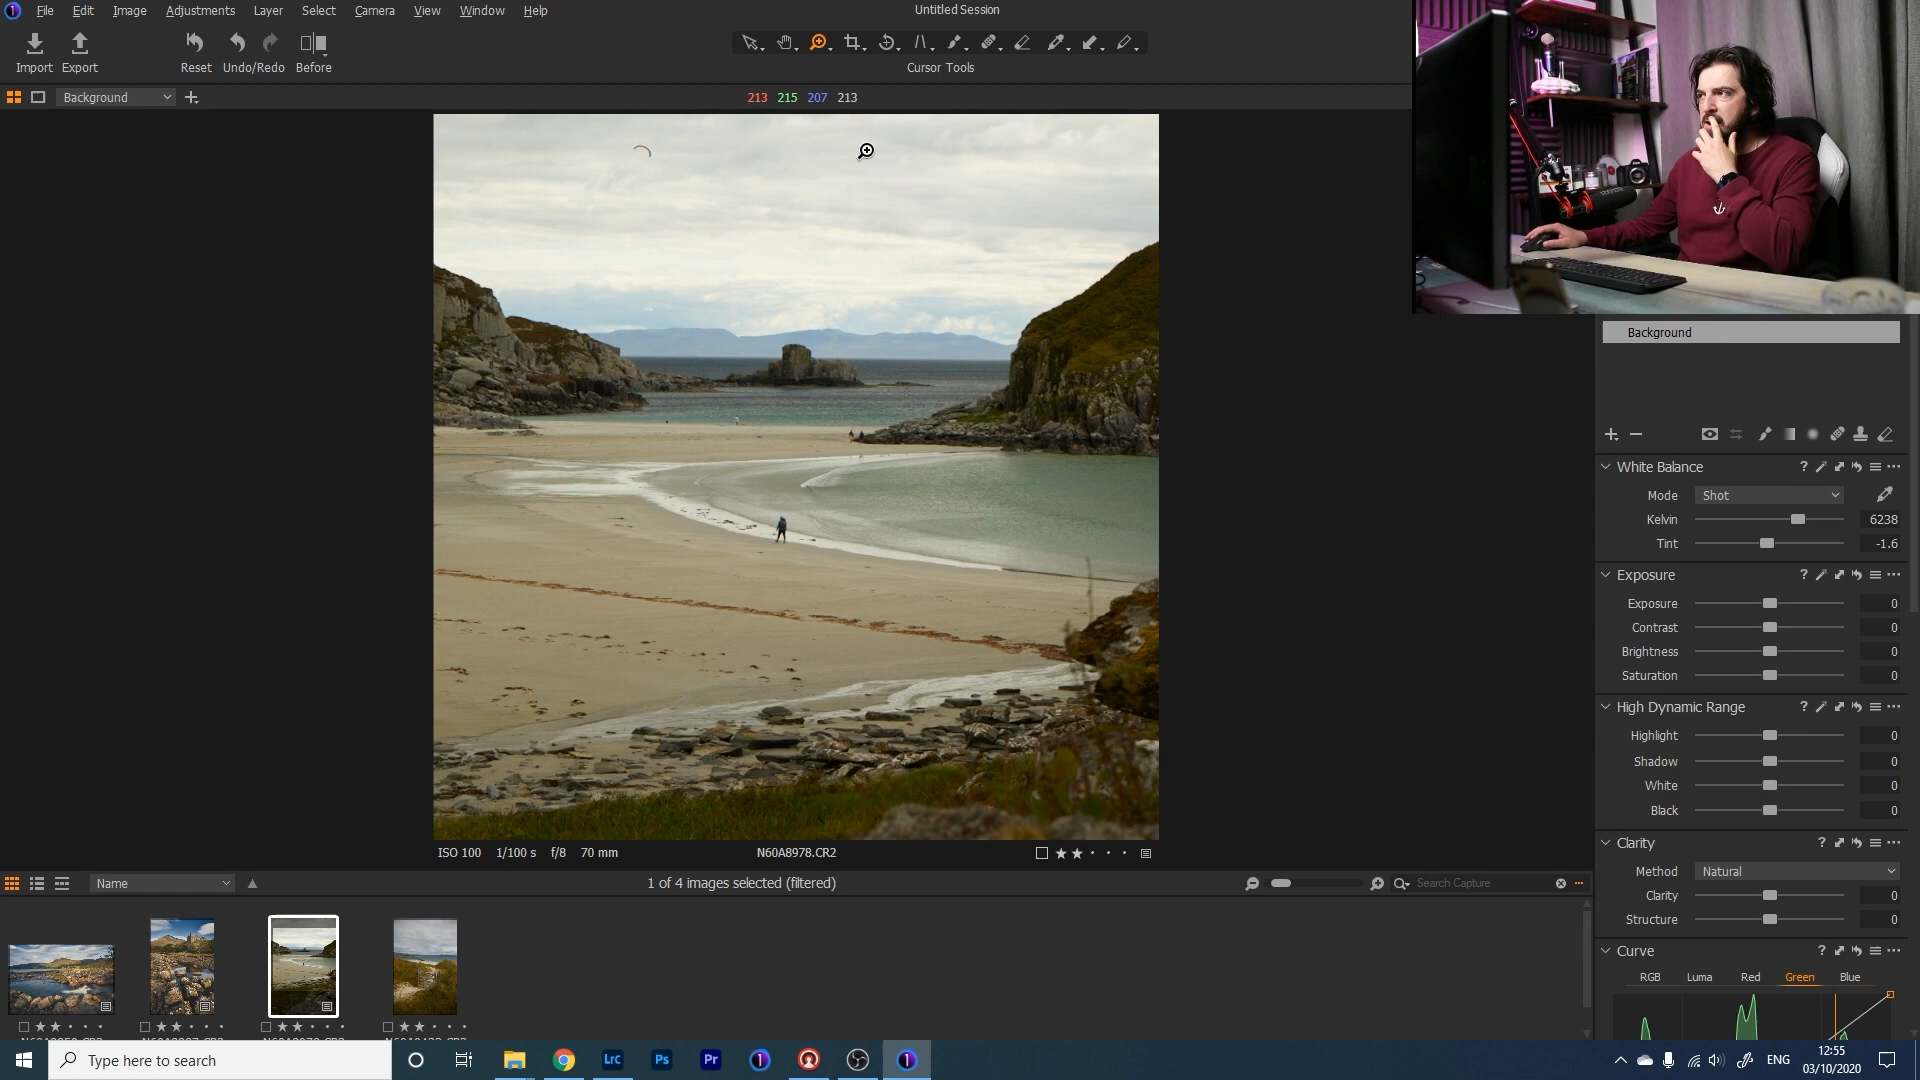 File Edit Image Adjustments Layer Select Camera View Window Help
Untitled Session
Import Export Reset Undo/Redo Before
Cursor Tools
Background
213 215 207 213
Background
White Balance
Mode Shot
Kelvin 6238
Tint -1.6
Exposure
Exposure 0
Contrast 0
Brightness 0
Saturation 0
High Dynamic Range
Highlight 0
Shadow 0
White 0
Black 0
Clarity
Method Natural
Clarity 0
Structure 0
Curve
RGB Luma Red Green Blue
ISO 100 1/100 s f/8 70 mm
N60A8978.CR2
Name
1 of 4 images selected (filtered)
Search Capture
Type here to search
Lrc Ps Pr
ENG
12:55
03/10/2020